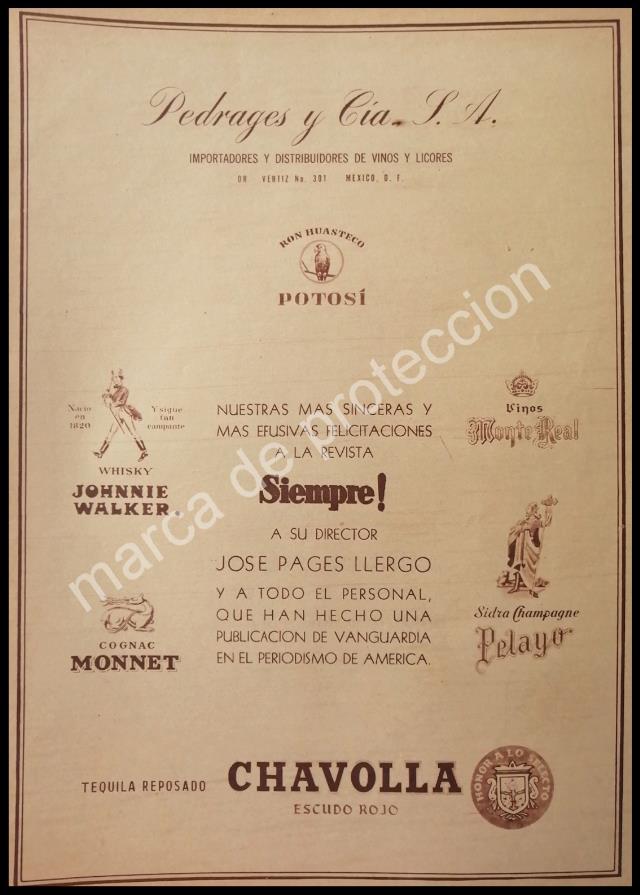 Pedrages y Cía. S. A.
IMPORTADORES Y DISTRIBUIDORES DE VINOS Y LICORES
DR VERTIZ No. 301 MEXICO, D. F.
RON HUASTECO
POTOSÍ
Nacio en 1820
Y sigue tan campante
WHISKY
JOHNNIE
WALKER.
COGNAC
MONNET
NUESTRAS MAS SINCERAS Y
MAS EFUSIVAS FELICITACIONES
A LA REVISTA
Siempre!
A SU DIRECTOR
JOSE PAGES LLERGO
Y A TODO EL PERSONAL,
QUE HAN HECHO UNA
PUBLICACION DE VANGUARDIA
EN EL PERIODISMO DE AMERICA.
Vinos
Monte Real
Sidra Champagne
Pelayo
TEQUILA REPOSADO
CHAVOLLA
ESCUDO ROJO
HONOR A LO SELECTO
marca de proteccion